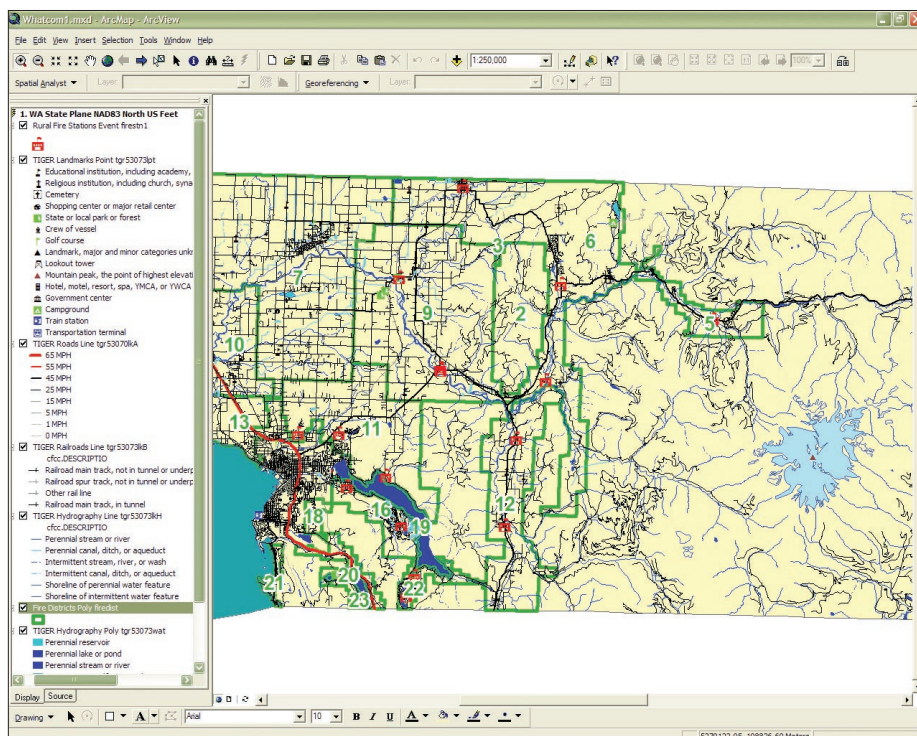 Whatcom1.mxd - ArcMap - ArcView
File Edit View Insert Selection Tools Window Help
1:250,000
100%
Spatial Analyst Layer:
Georeferencing Layer:
1. WA State Plane NAD83 North US Feet
Rural Fire Stations Event firestn1
TIGER Landmarks Point tgr53073lpt
Educational institution, including academy,
Religious institution, including church, syna
Cemetery
Shopping center or major retail center
State or local park or forest
Crew of vessel
Golf course
Landmark, major and minor categories unkn
Lookout tower
Mountain peak, the point of highest elevati
Hotel, motel, resort, spa, YMCA, or YWCA
Government center
Campground
Train station
Transportation terminal
TIGER Roads Line tgr53070lkA
65 MPH
55 MPH
45 MPH
25 MPH
15 MPH
5 MPH
1 MPH
0 MPH
TIGER Railroads Line tgr53073lkB
cfcc.DESCRIPTIO
Railroad main track, not in tunnel or underp
Railroad spur track, not in tunnel or underp
Other rail line
Railroad main track, in tunnel
TIGER Hydrography Line tgr53073lkH
cfcc.DESCRIPTIO
Perennial stream or river
Perennial canal, ditch, or aqueduct
Intermittent stream, river, or wash
Intermittent canal, ditch, or aqueduct
Shoreline of perennial water feature
Shoreline of intermittent water feature
Fire Districts Poly firedist
TIGER Hydrography Poly tgr53073wat
Perennial reservoir
Perennial lake or pond
Perennial stream or river
Display Source
6
3
7
2
9
5
10
13
11
12
16
19
18
20
21
22
23
Drawing A Arial 10 B I U A